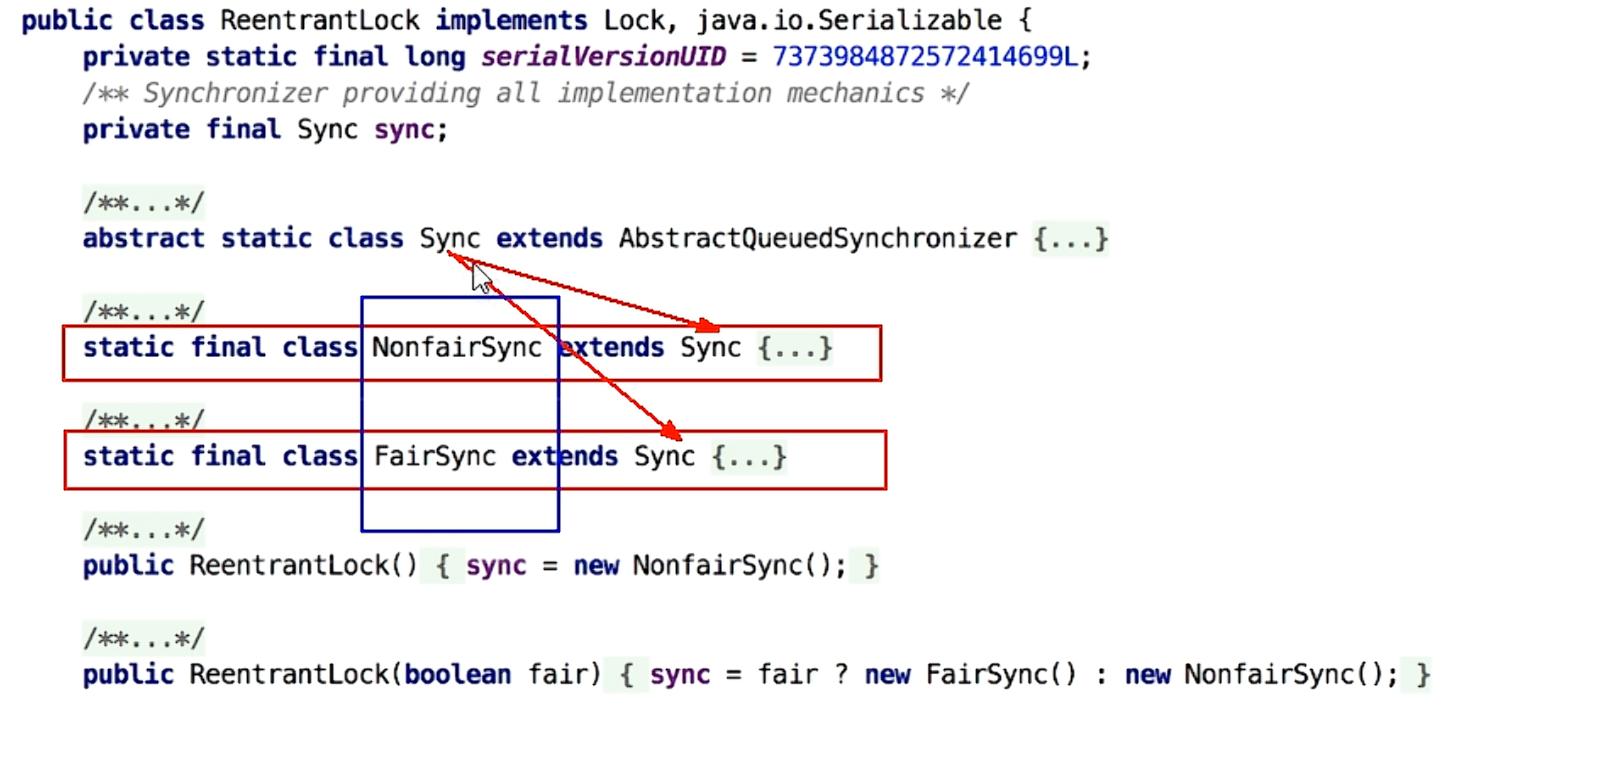 public class ReentrantLock implements Lock, java.io.Serializable {
private static final long serialVersionUID = 7373984872572414699L;
/** Synchronizer providing all implementation mechanics */
private final Sync sync;
/**...*/
abstract static class Sync extends AbstractQueuedSynchronizer {...}
/**...*/
static final class NonfairSync extends Sync {...}
/**...*/
static final class FairSync extends Sync {...}
/**...*/
public ReentrantLock() { sync = new NonfairSync(); }
/**...*/
public ReentrantLock(boolean fair) { sync = fair ? new FairSync() : new NonfairSync(); }